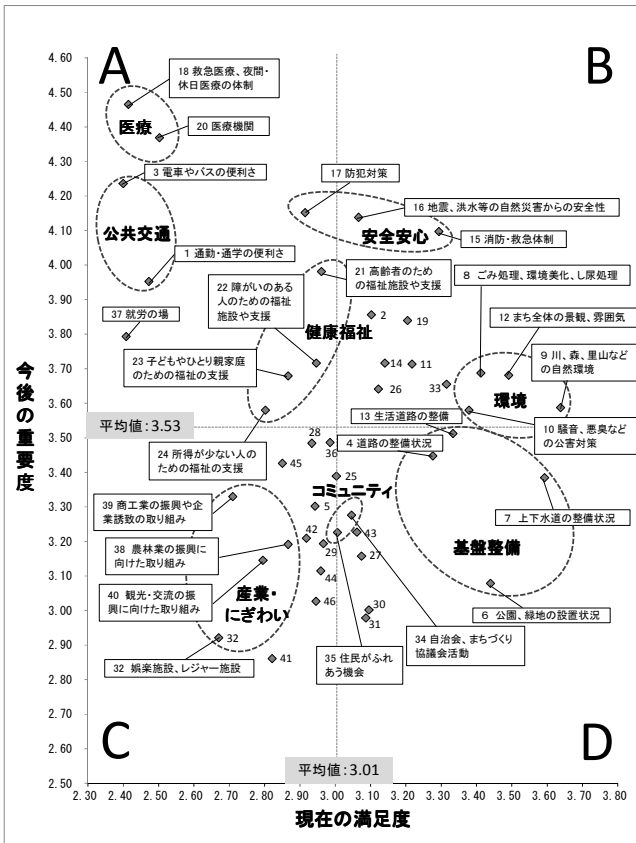 A
B
C
D
18 救急医療、夜間・
休日医療の体制
医療
20 医療機関
3 電車やバスの便利さ
公共交通
1 通勤・通学の便利さ
37 就労の場
17 防犯対策
16 地震、洪水等の自然災害からの安全性
安全安心
15 消防・救急体制
21 高齢者のため
の福祉施設や支援
22 障がいのある
人のための福祉
施設や支援
健康福祉
23 子どもやひとり親家庭
のための福祉の支援
24 所得が少ない人の
ための福祉の支援
8 ごみ処理、環境美化、し尿処理
12 まち全体の景観、雰囲気
9 川、森、里山など
の自然環境
環境
10 騒音、悪臭など
の公害対策
13 生活道路の整備
4 道路の整備状況
7 上下水道の整備状況
基盤整備
6 公園、緑地の設置状況
コミュニティ
34 自治会、まちづくり
協議会活動
35 住民がふれ
あう機会
39 商工業の振興や企
業誘致の取り組み
38 農林業の振興に
向けた取り組み
40 観光・交流の振
興に向けた取り組み
産業・
にぎわい
32 娯楽施設、レジャー施設
2
19
14
11
26
33
28
36
45
25
5
42
43
29
27
44
46
30
31
32
41
平均値:3.53
平均値:3.01
今後の重要度
4.60
4.50
4.40
4.30
4.20
4.10
4.00
3.90
3.80
3.70
3.60
3.50
3.40
3.30
3.20
3.10
3.00
2.90
2.80
2.70
2.60
2.50
2.30 2.40 2.50 2.60 2.70 2.80 2.90 3.00 3.10 3.20 3.30 3.40 3.50 3.60 3.70 3.80
現在の満足度